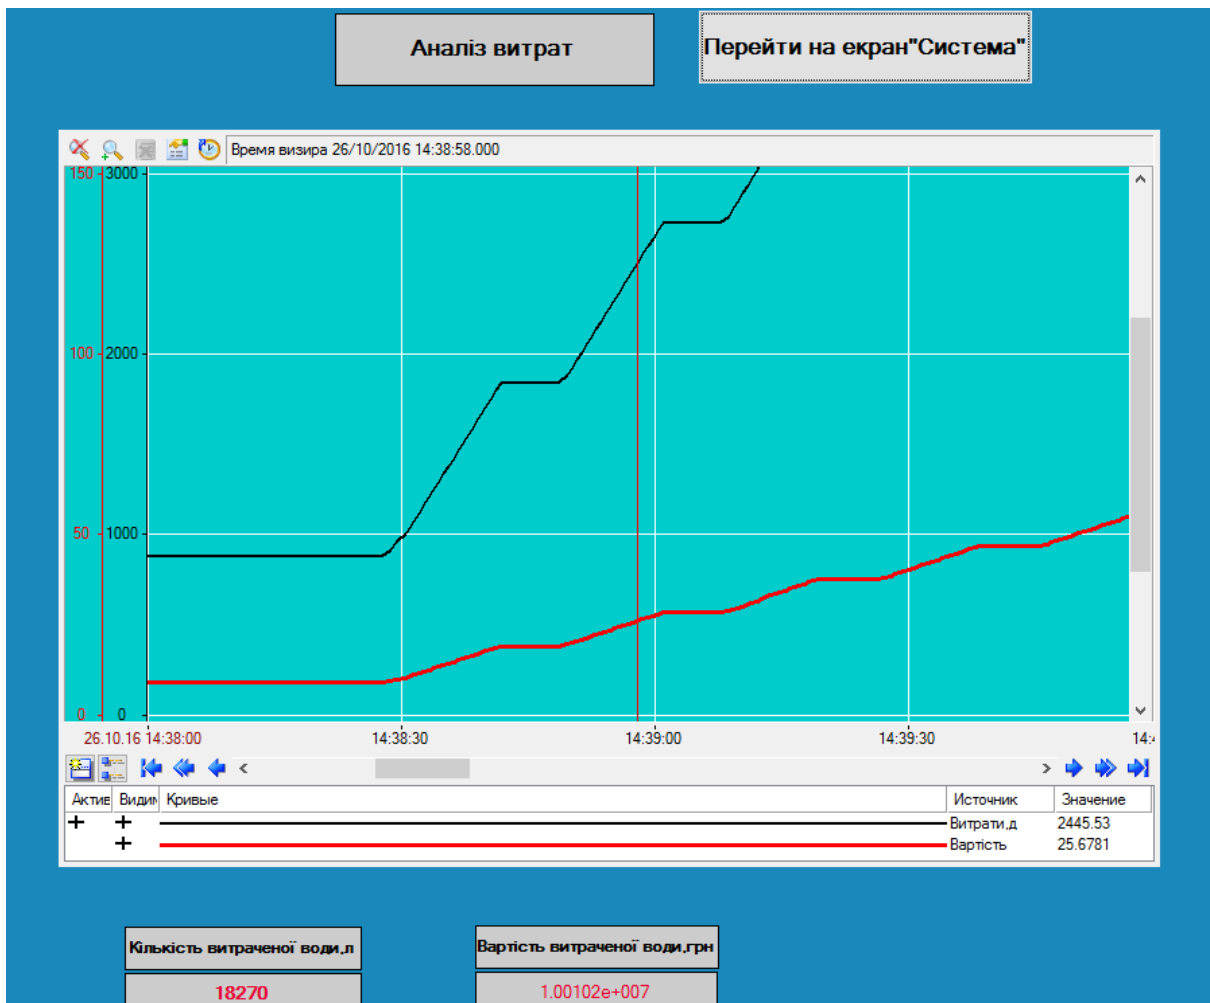 Аналіз витрат
Перейти на екран"Система"
Время визира 26/10/2016 14:38:58.000
150 3000
100 2000
50 1000
0 0
26.10.16 14:38:00 14:38:30 14:39:00 14:39:30 14:4
Актив Видим Кривые Источник Значение
Витрати,д 2445.53
Вартість 25.6781
Кількість витраченої води,л
Вартість витраченої води,грн
18270
1.00102e+007